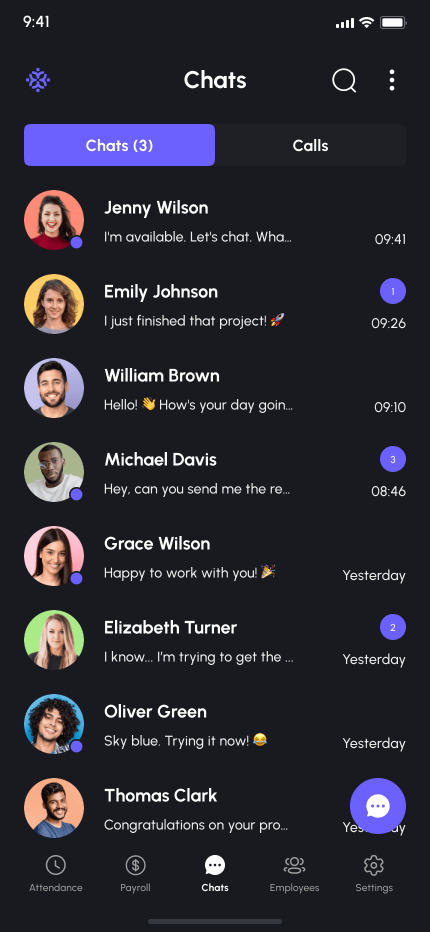 9:41
Chats
Chats (3)
Calls
Jenny Wilson
I'm available. Let's chat. Wha...
09:41
Emily Johnson
1
I just finished that project! 🚀
09:26
William Brown
Hello! 👋 How's your day goin...
09:10
Michael Davis
3
Hey, can you send me the re...
08:46
Grace Wilson
Happy to work with you! 🎉
Yesterday
Elizabeth Turner
2
I know... I'm trying to get the ...
Yesterday
Oliver Green
Sky blue. Trying it now! 😂
Yesterday
Thomas Clark
Congratulations on your pro...
Attendance
Payroll
Chats
Employees
Settings